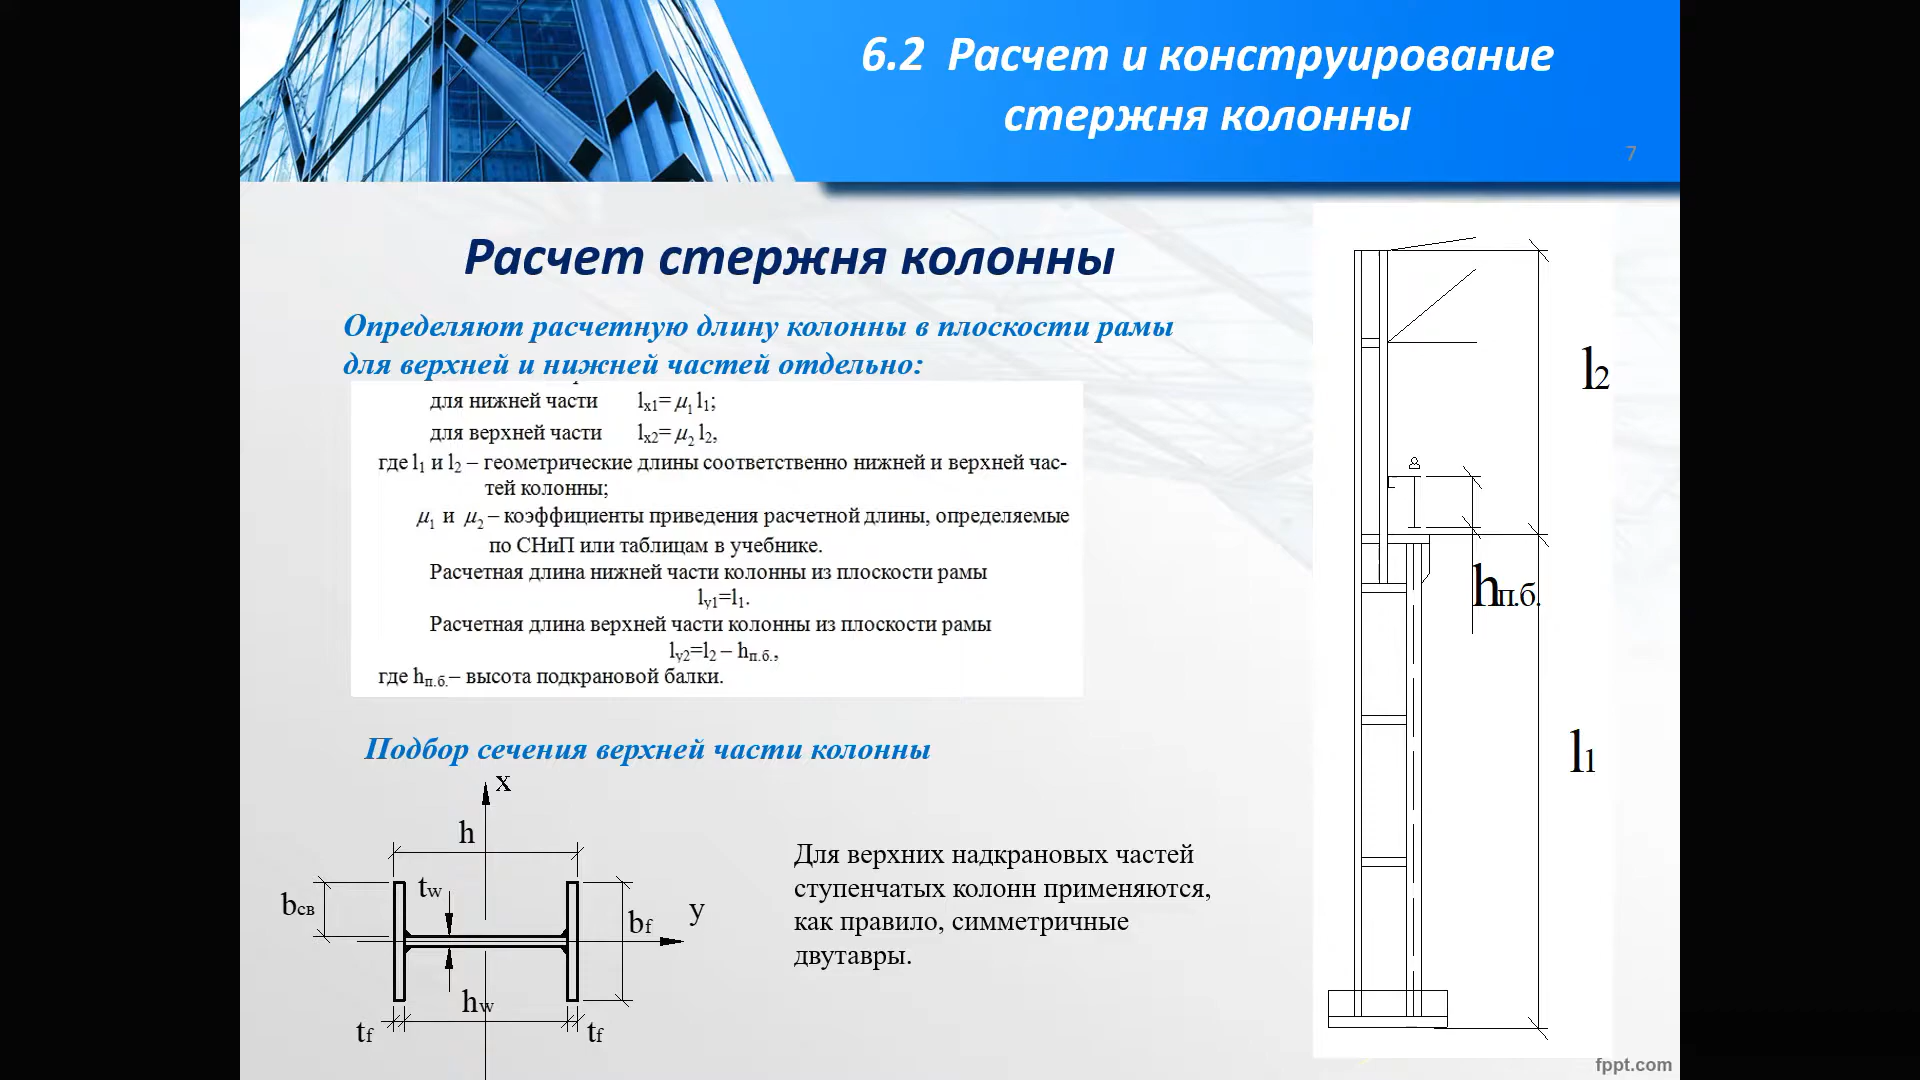 6.2 Расчет и конструирование
стержня колонны
7
Расчет стержня колонны
Определяют расчетную длину колонны в плоскости рамы
для верхней и нижней частей отдельно:
для нижней части lx1= μ1 l1;
для верхней части lx2= μ2 l2,
где l1 и l2 – геометрические длины соответственно нижней и верхней час-
тей колонны;
μ1 и μ2 – коэффициенты приведения расчетной длины, определяемые
по СНиП или таблицам в учебнике.
Расчетная длина нижней части колонны из плоскости рамы
ly1=l1.
Расчетная длина верхней части колонны из плоскости рамы
ly2=l2 – hп.б.,
где hп.б.– высота подкрановой балки.
Подбор сечения верхней части колонны
x
h
tw
bсв
bf
y
hw
tf
tf
Для верхних надкрановых частей
ступенчатых колонн применяются,
как правило, симметричные
двутавры.
l2
hп.б.
l1
fppt.com